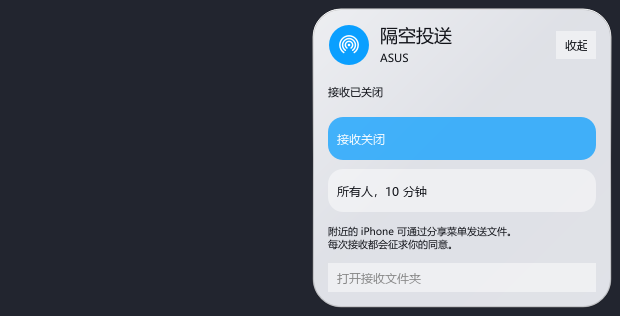 隔空投送
ASUS
收起
接收已关闭
接收关闭
所有人，10 分钟
附近的 iPhone 可通过分享菜单发送文件。
每次接收都会征求你的同意。
打开接收文件夹